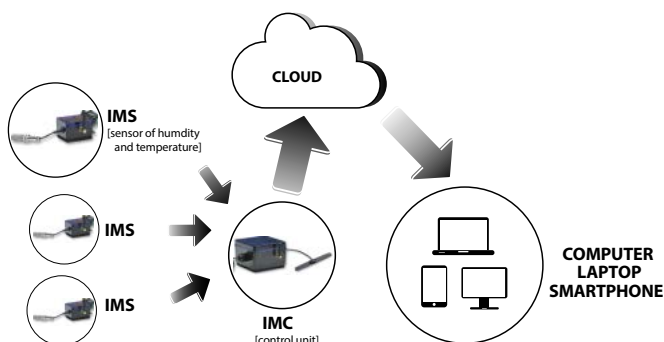 CLOUD
IMS
[sensor of humdity
and temperature]
IMS
IMS
IMC
[control unit]
COMPUTER
LAPTOP
SMARTPHONE